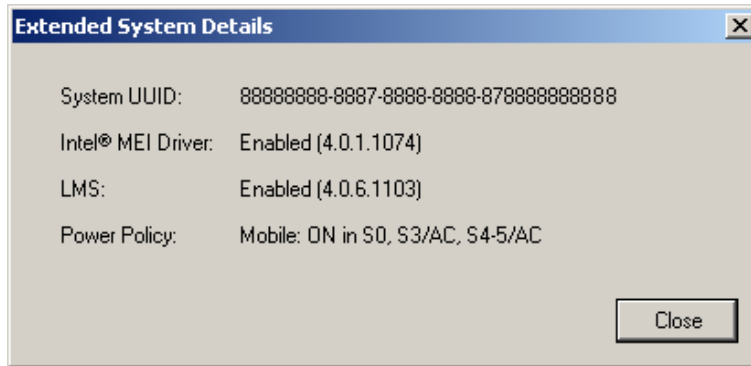 Extended System Details
System UUID: 88888888-8887-8888-8888-878888888888
Intel® MEI Driver: Enabled (4.0.1.1074)
LMS: Enabled (4.0.6.1103)
Power Policy: Mobile: ON in S0, S3/AC, S4-5/AC
Close